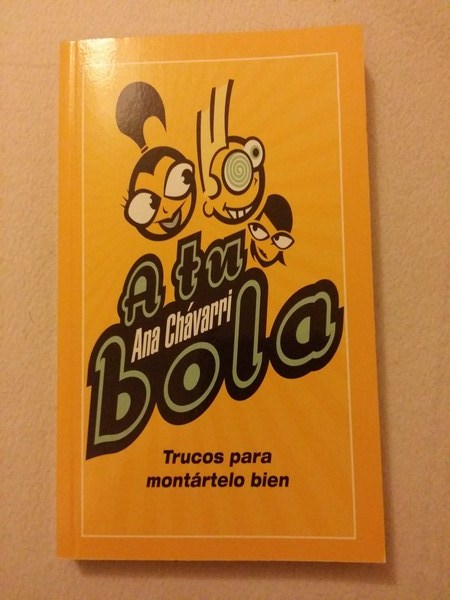 A tu
Ana Chávarri
bola
Trucos para
montártelo bien